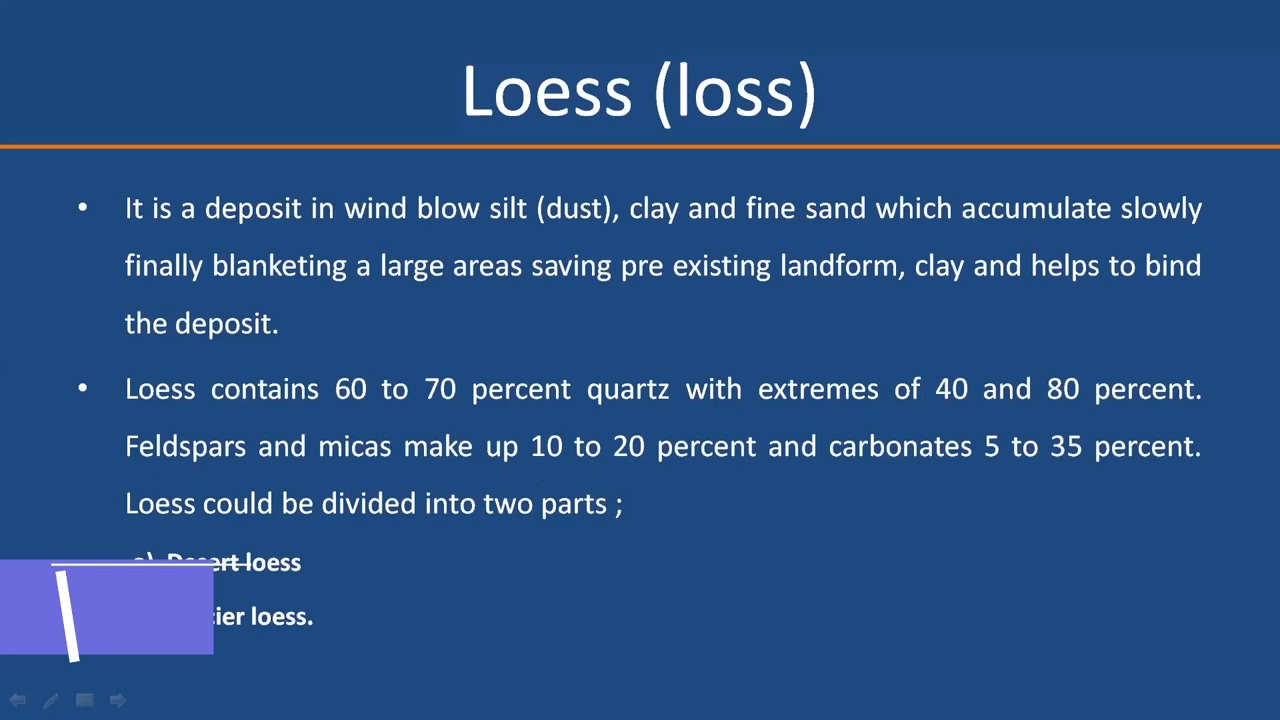 Loess (loss)
• It is a deposit in wind blow silt (dust), clay and fine sand which accumulate slowly
finally blanketing a large areas saving pre existing landform, clay and helps to bind
the deposit.
• Loess contains 60 to 70 percent quartz with extremes of 40 and 80 percent.
Feldspars and micas make up 10 to 20 percent and carbonates 5 to 35 percent.
Loess could be divided into two parts ;
a) Desert loess
loess.